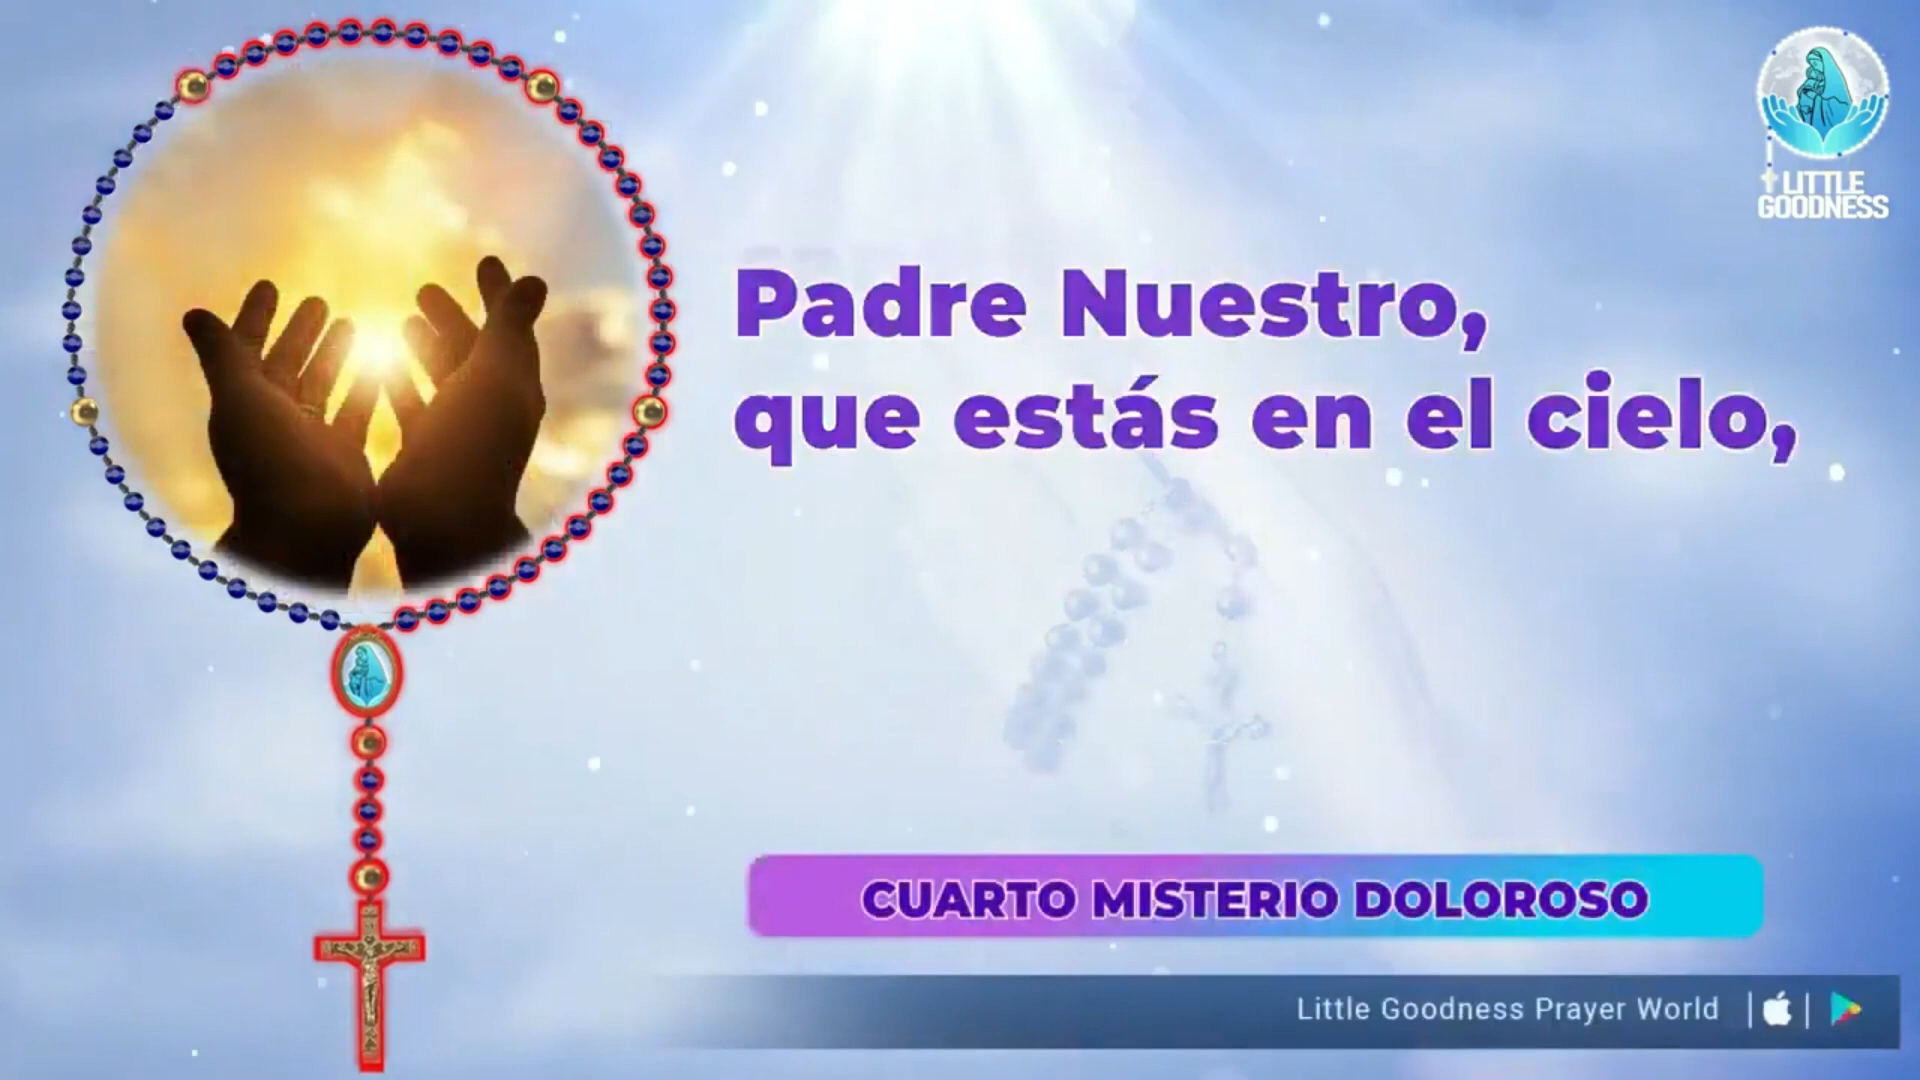 LITTLE
GOODNESS
Padre Nuestro,
que estás en el cielo,
CUARTO MISTERIO DOLOROSO
Little Goodness Prayer World